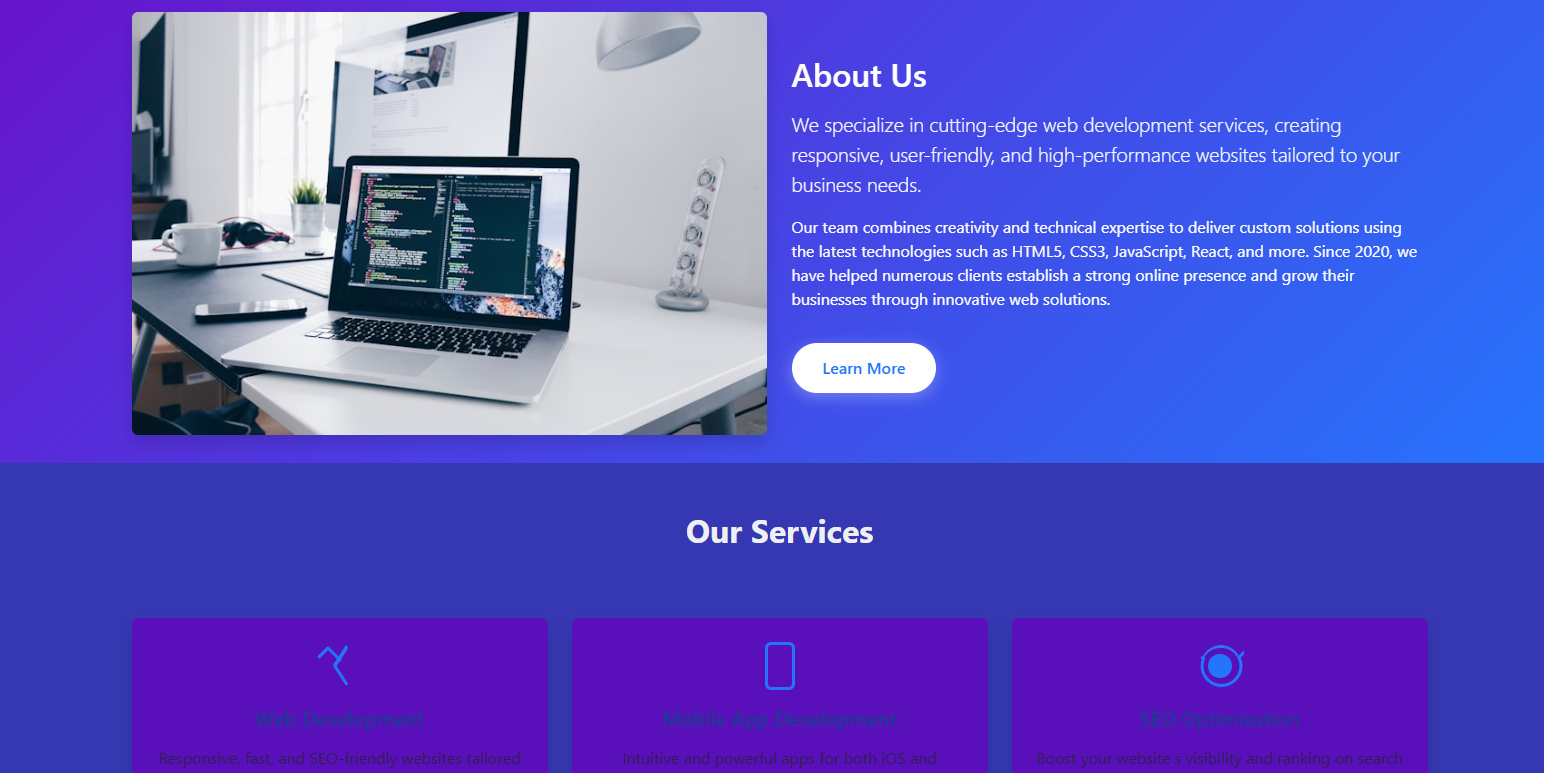 About Us
We specialize in cutting-edge web development services, creating
responsive, user-friendly, and high-performance websites tailored to your
business needs.
Our team combines creativity and technical expertise to deliver custom solutions using
the latest technologies such as HTML5, CSS3, JavaScript, React, and more. Since 2020, we
have helped numerous clients establish a strong online presence and grow their
businesses through innovative web solutions.
Learn More
Our Services
Web Development
Responsive, fast, and SEO-friendly websites tailored
Mobile App Development
Intuitive and powerful apps for both iOS and
SEO Optimization
Boost your website's visibility and ranking on search